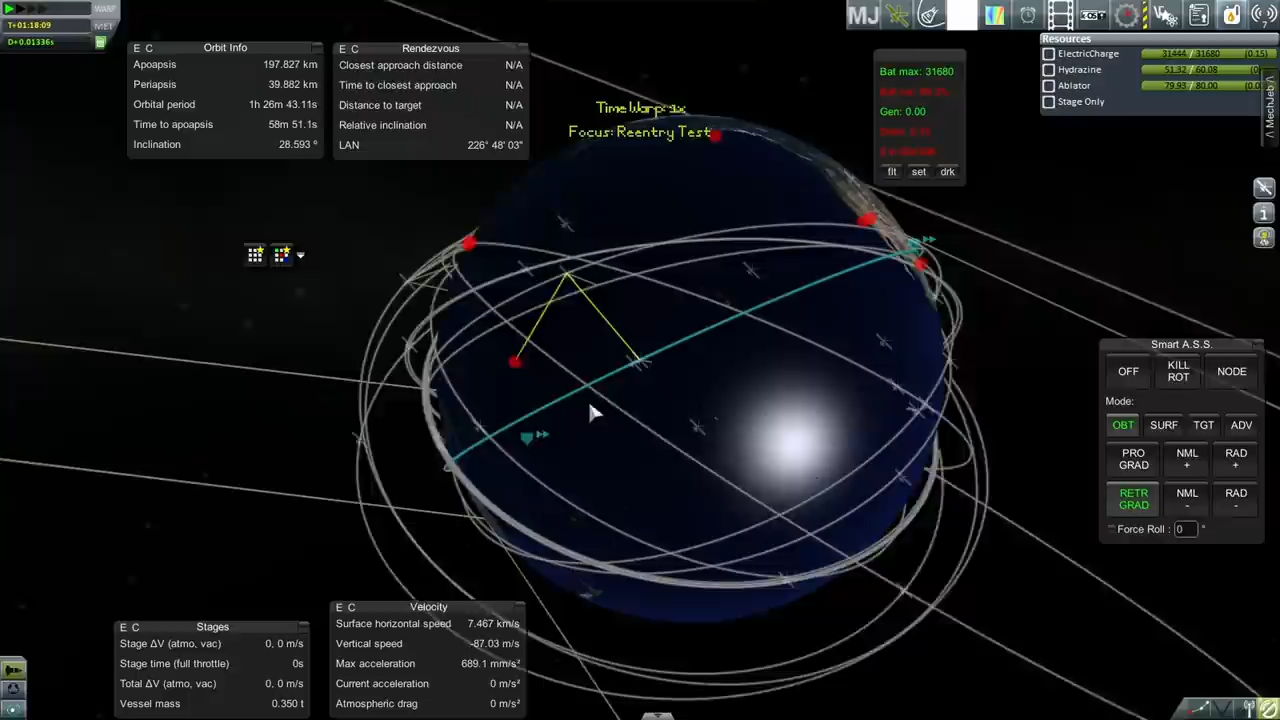 WARP
T+01:18:09
MET
D+0.01336s
E C Orbit Info
Apoapsis 197.827 km
Periapsis 39.882 km
Orbital period 1h 26m 43.11s
Time to apoapsis 58m 51.1s
Inclination 28.593 º
E C Rendezvous
Closest approach distance N/A
Time to closest approach N/A
Distance to target N/A
Relative inclination N/A
LAN 226° 48' 03"
Focus: Reentry Test
Bat max: 31680
Gen: 0.00
flt set drk
MJ
Resources
ElectricCharge 31444 / 31680 (0.15)
Hydrazine 51.32 / 60.08
Ablator 79.93 / 80.00
Stage Only
MechJeb
Smart A.S.S.
OFF KILL ROT NODE
Mode:
OBT SURF TGT ADV
PRO GRAD NML + RAD +
RETR GRAD NML - RAD -
Force Roll : 0 °
E C Stages
Stage ΔV (atmo, vac) 0, 0 m/s
Stage time (full throttle) 0s
Total ΔV (atmo, vac) 0, 0 m/s
Vessel mass 0.350 t
E C Velocity
Surface horizontal speed 7.467 km/s
Vertical speed -87.03 m/s
Max acceleration 689.1 mm/s²
Current acceleration 0 m/s²
Atmospheric drag 0 m/s²